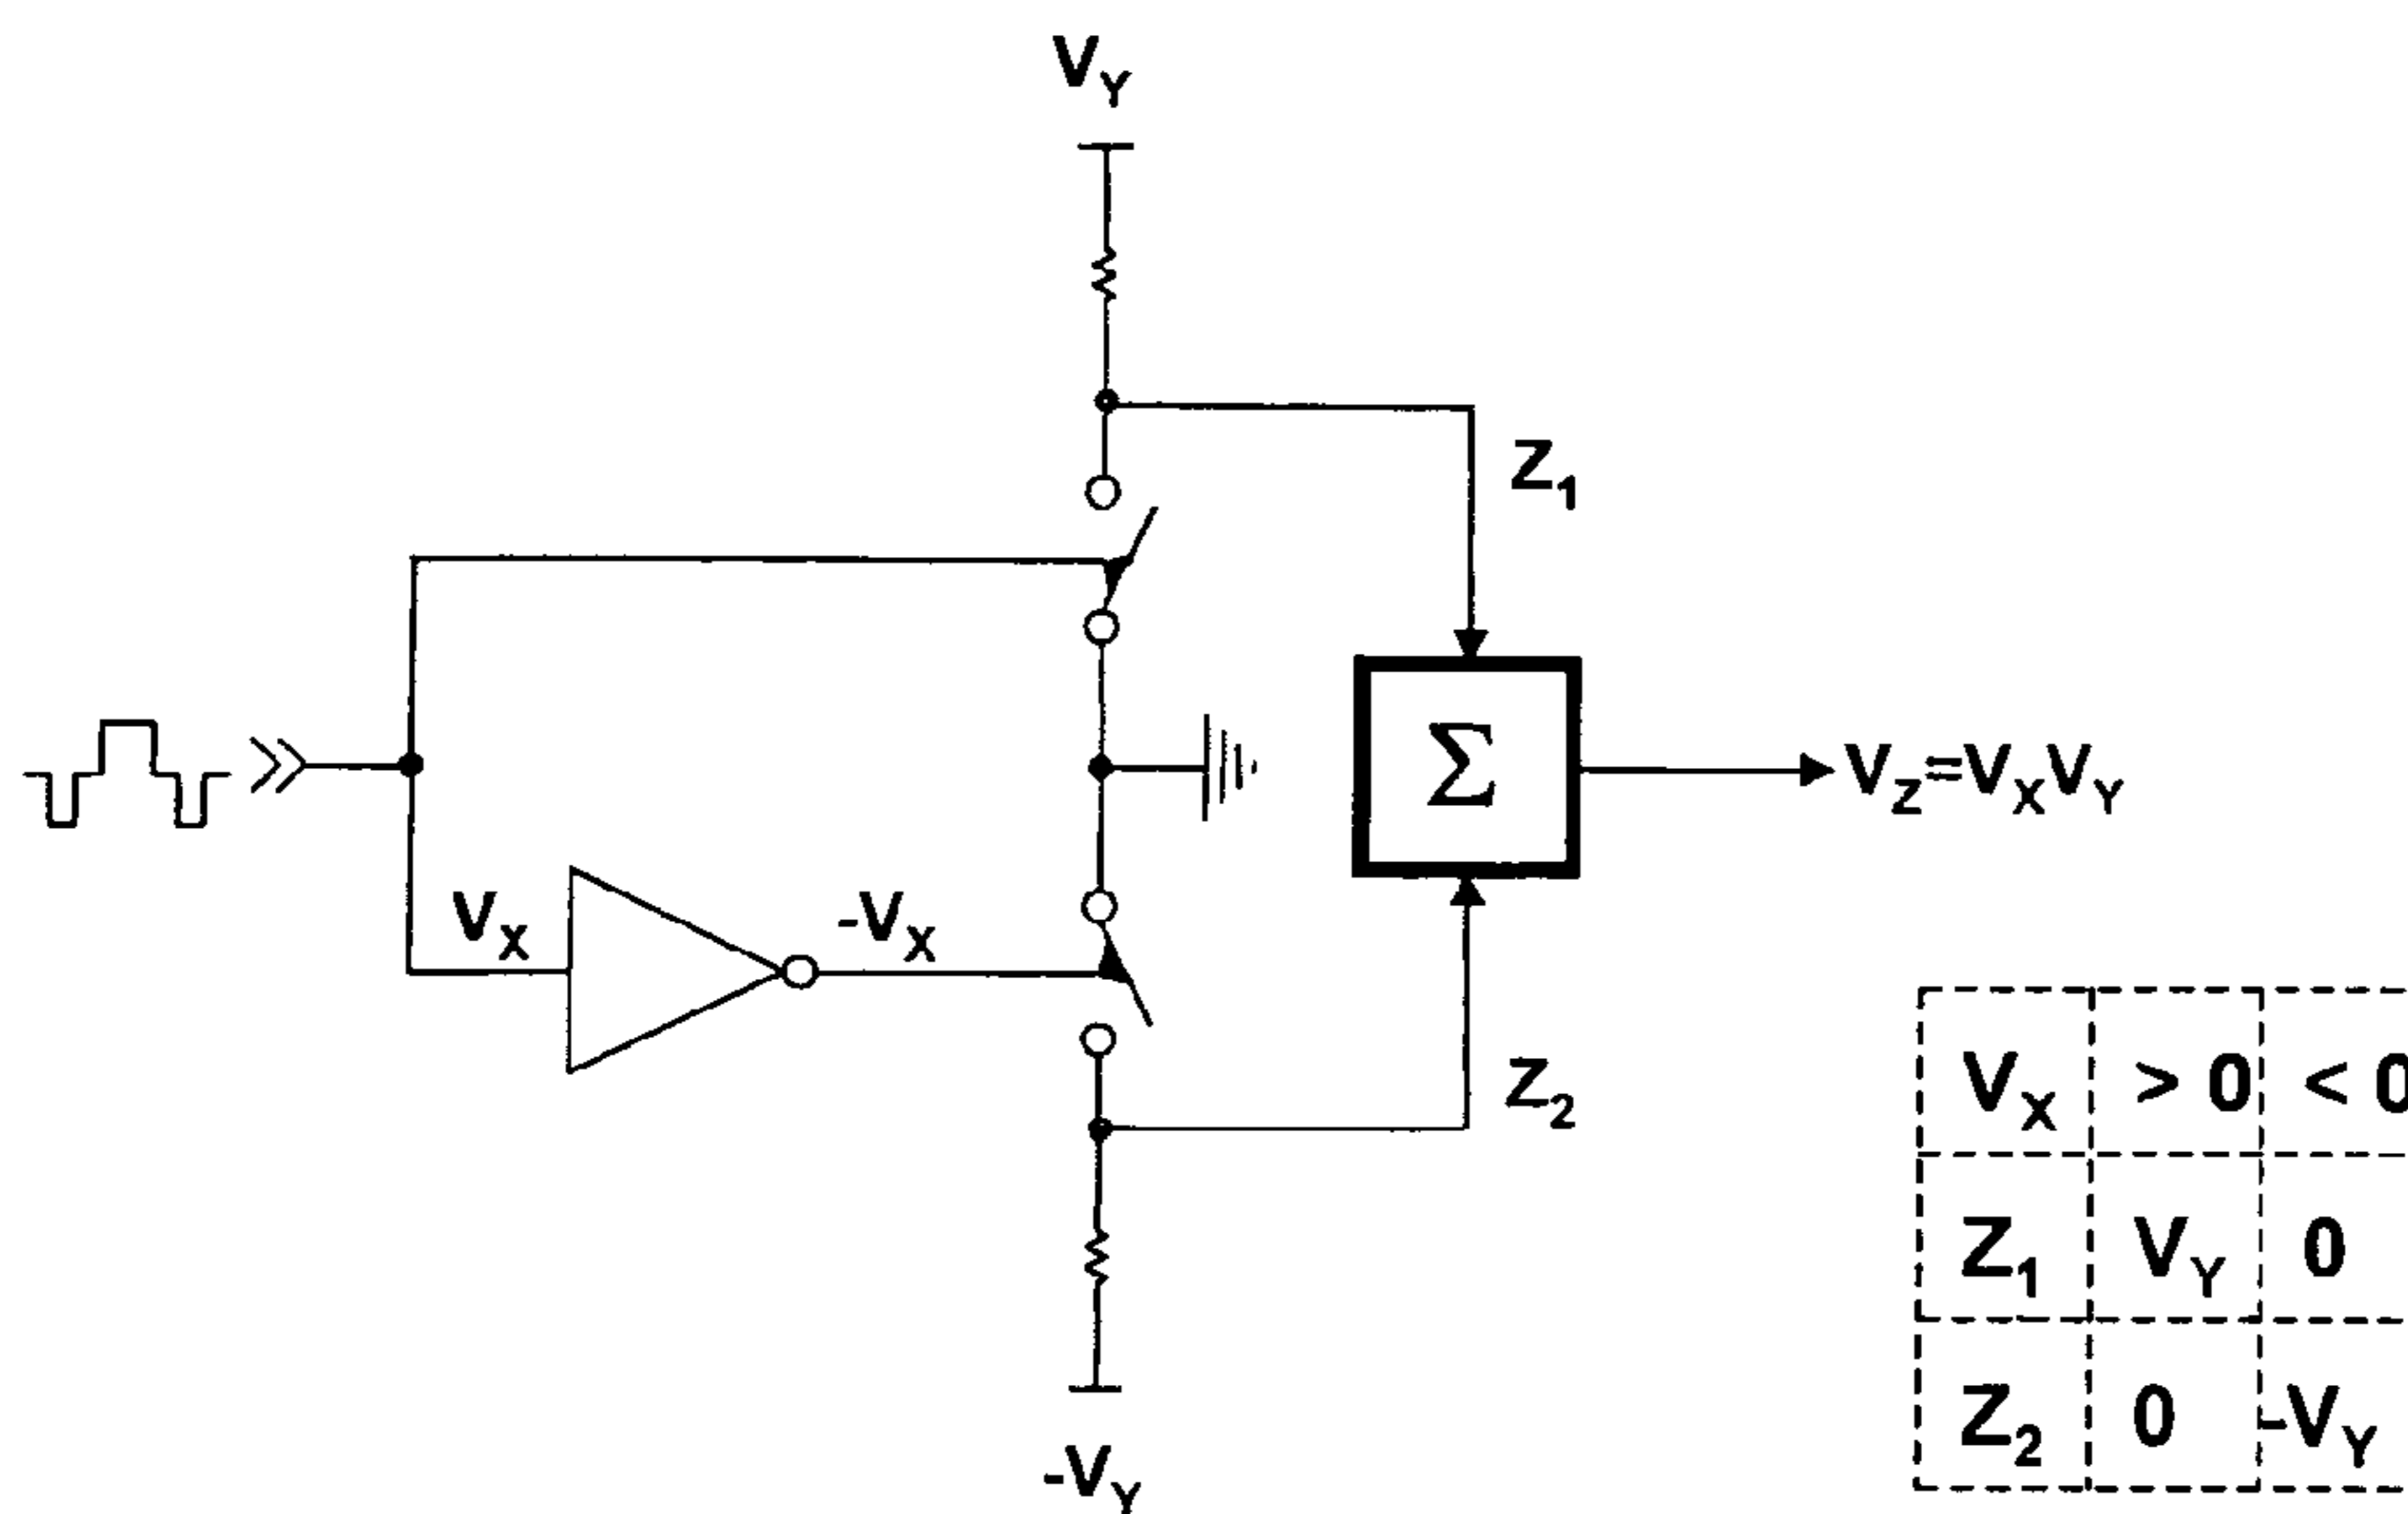 V_Y
Z_1
Σ
V_Z=V_XV_Y
V_X
-V_X
Z_2
-V_Y
V_X > 0 < 0
Z_1 V_Y 0
Z_2 0 -V_Y